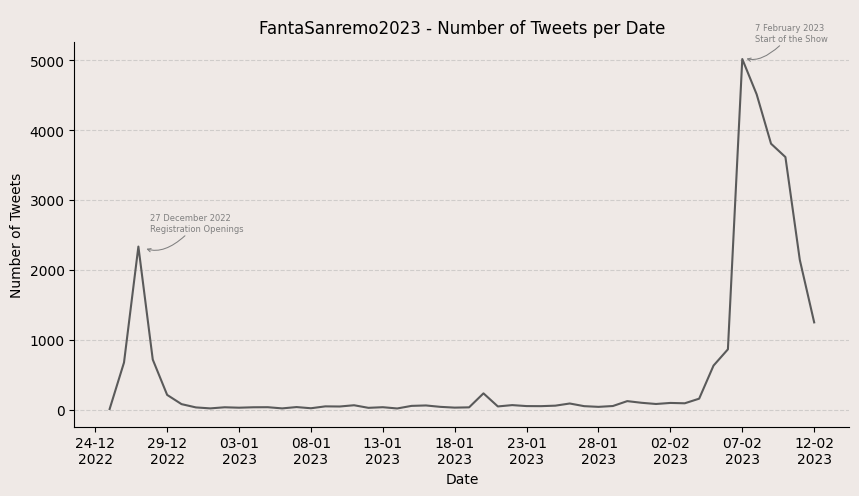 FantaSanremo2023 - Number of Tweets per Date
7 February 2023
Start of the Show
27 December 2022
Registration Openings
Number of Tweets
5000
4000
3000
2000
1000
0
24-12 29-12 03-01 08-01 13-01 18-01 23-01 28-01 02-02 07-02 12-02
2022 2022 2023 2023 2023 2023 2023 2023 2023 2023 2023
Date